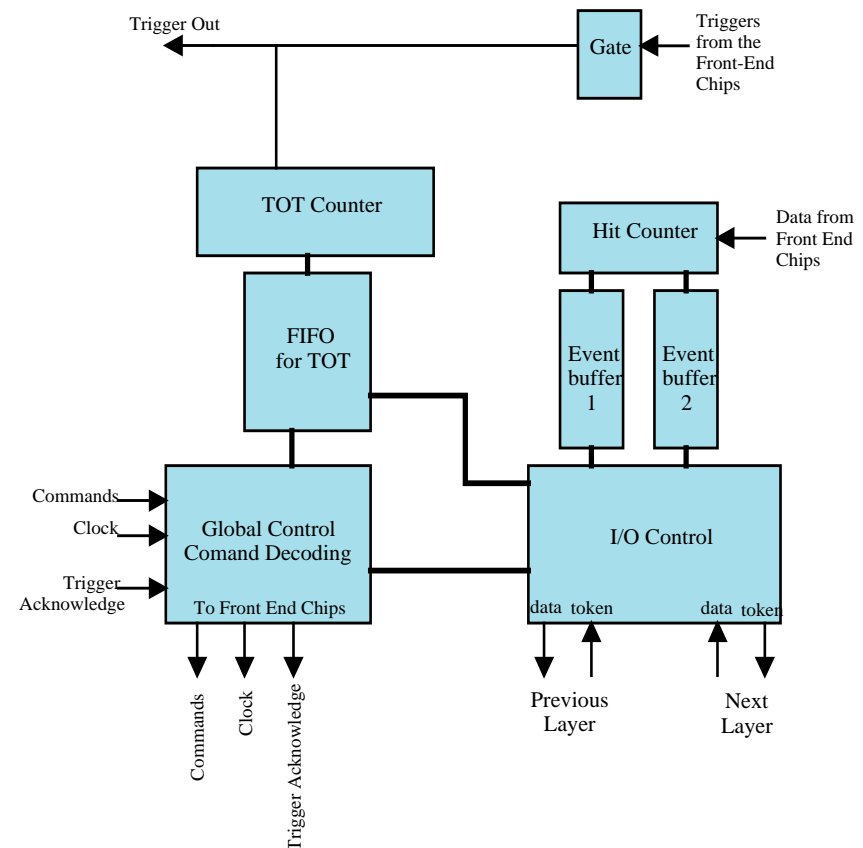 Trigger Out
Gate
Triggers
from the
Front-End
Chips
TOT Counter
Hit Counter
Data from
Front End
Chips
FIFO
for TOT
Event
buffer
1
Event
buffer
2
Commands
Clock
Trigger
Acknowledge
Global Control
Comand Decoding
To Front End Chips
I/O Control
data token
data token
Commands
Clock
Trigger Acknowledge
Previous
Layer
Next
Layer